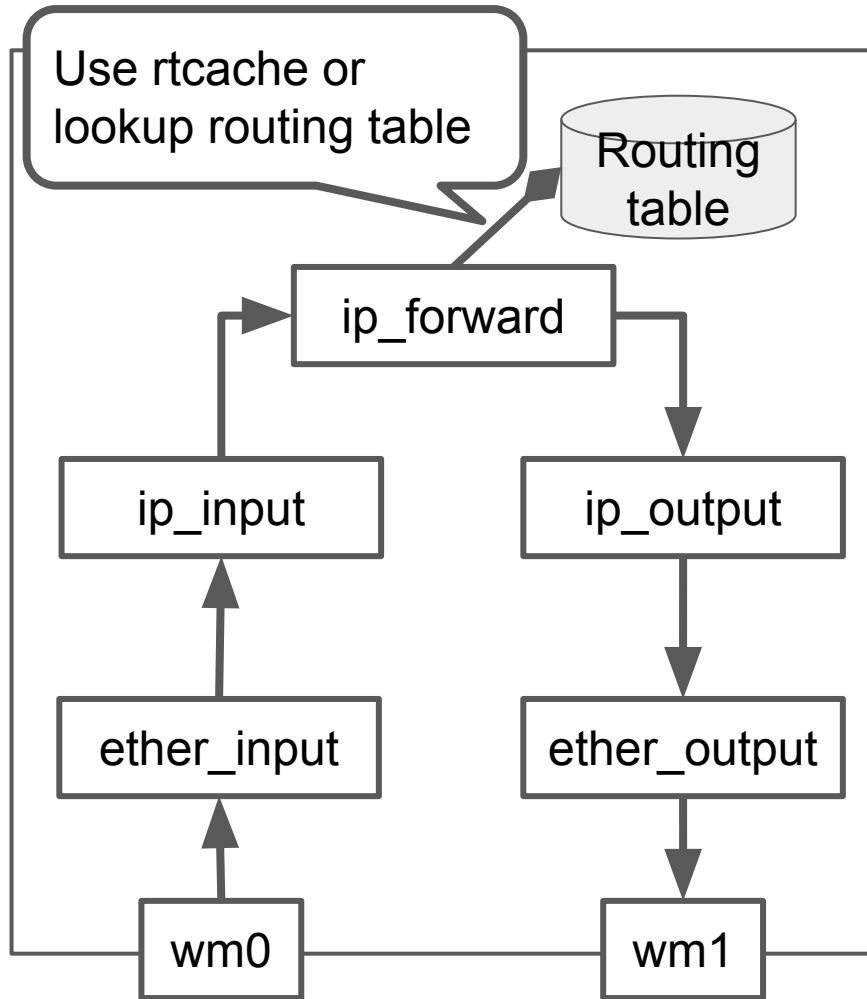 Use rtcache or
lookup routing table
Routing
table
ip_forward
ip_input
ip_output
ether_input
ether_output
wm0
wm1